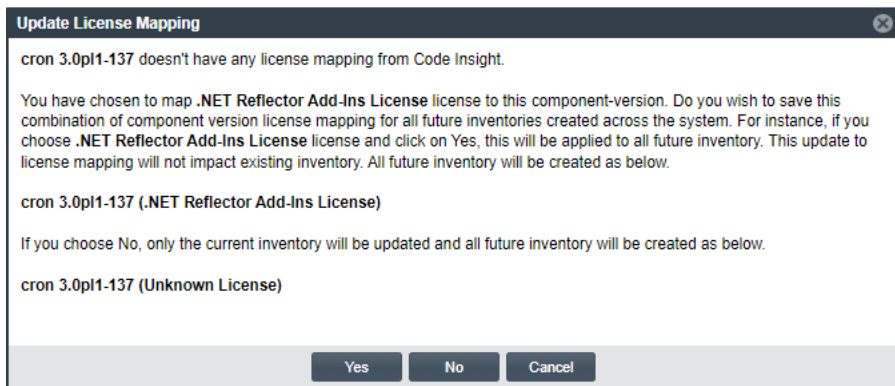 Update License Mapping
cron 3.0pl1-137 doesn't have any license mapping from Code Insight.
You have chosen to map .NET Reflector Add-Ins License license to this component-version. Do you wish to save this
combination of component version license mapping for all future inventories created across the system. For instance, if you
choose .NET Reflector Add-Ins License license and click on Yes, this will be applied to all future inventory. This update to
license mapping will not impact existing inventory. All future inventory will be created as below.
cron 3.0pl1-137 (.NET Reflector Add-Ins License)
If you choose No, only the current inventory will be updated and all future inventory will be created as below.
cron 3.0pl1-137 (Unknown License)
Yes No Cancel